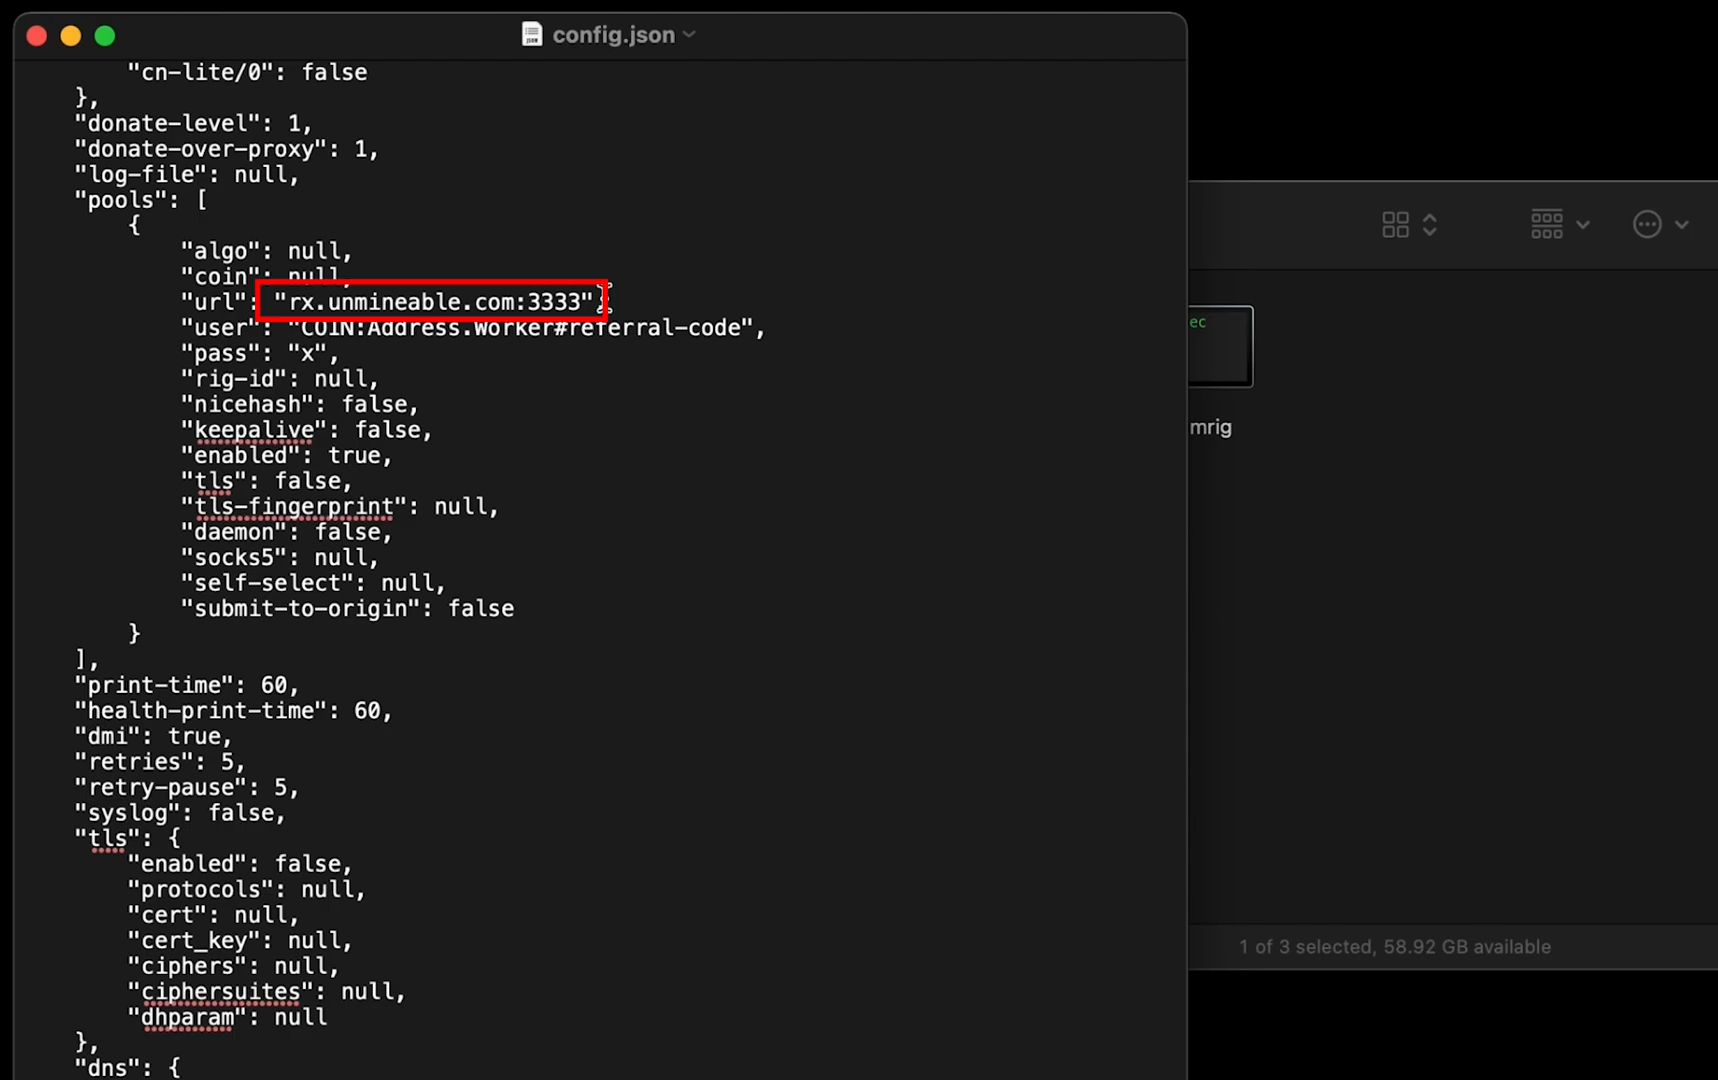 config.json
"cn-lite/0": false
},
"donate-level": 1,
"donate-over-proxy": 1,
"log-file": null,
"pools": [
{
"algo": null,
"coin": null,
"url": "rx.unmineable.com:3333",
"user": "COIN:Address.Worker#referral-code",
"pass": "x",
"rig-id": null,
"nicehash": false,
"keepalive": false,
"enabled": true,
"tls": false,
"tls-fingerprint": null,
"daemon": false,
"socks5": null,
"self-select": null,
"submit-to-origin": false
}
],
"print-time": 60,
"health-print-time": 60,
"dmi": true,
"retries": 5,
"retry-pause": 5,
"syslog": false,
"tls": {
"enabled": false,
"protocols": null,
"cert": null,
"cert_key": null,
"ciphers": null,
"ciphersuites": null,
"dhparam": null
},
"dns": {
ec
mrig
1 of 3 selected, 58.92 GB available